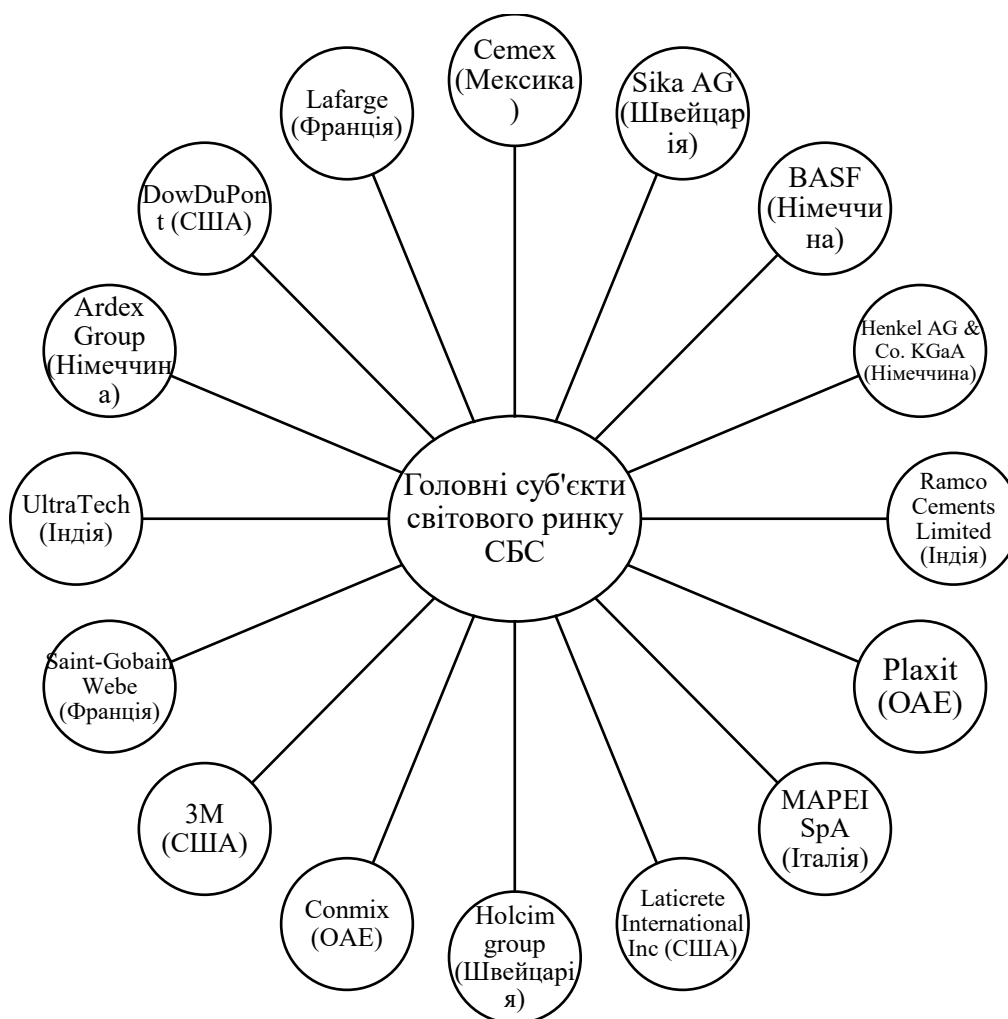 Cemex
(Мексика
)
Sika AG
(Швейцар
ія)
BASF
(Німеччи
на)
Henkel AG &
Co. KGaA
(Німеччина)
Ramco
Cements
Limited
(Індія)
Plaxit
(ОАЕ)
MAPEI
SpA
(Італія)
Laticrete
International
Inc (США)
Holcim
group
(Швейцарі
я)
Conmix
(ОАЕ)
3M
(США)
Saint-Gobain
Webe
(Франція)
UltraTech
(Індія)
Ardex
Group
(Німеччин
а)
DowDuPon
t (США)
Lafarge
(Франція)
Головні суб'єкти
світового ринку
СБС